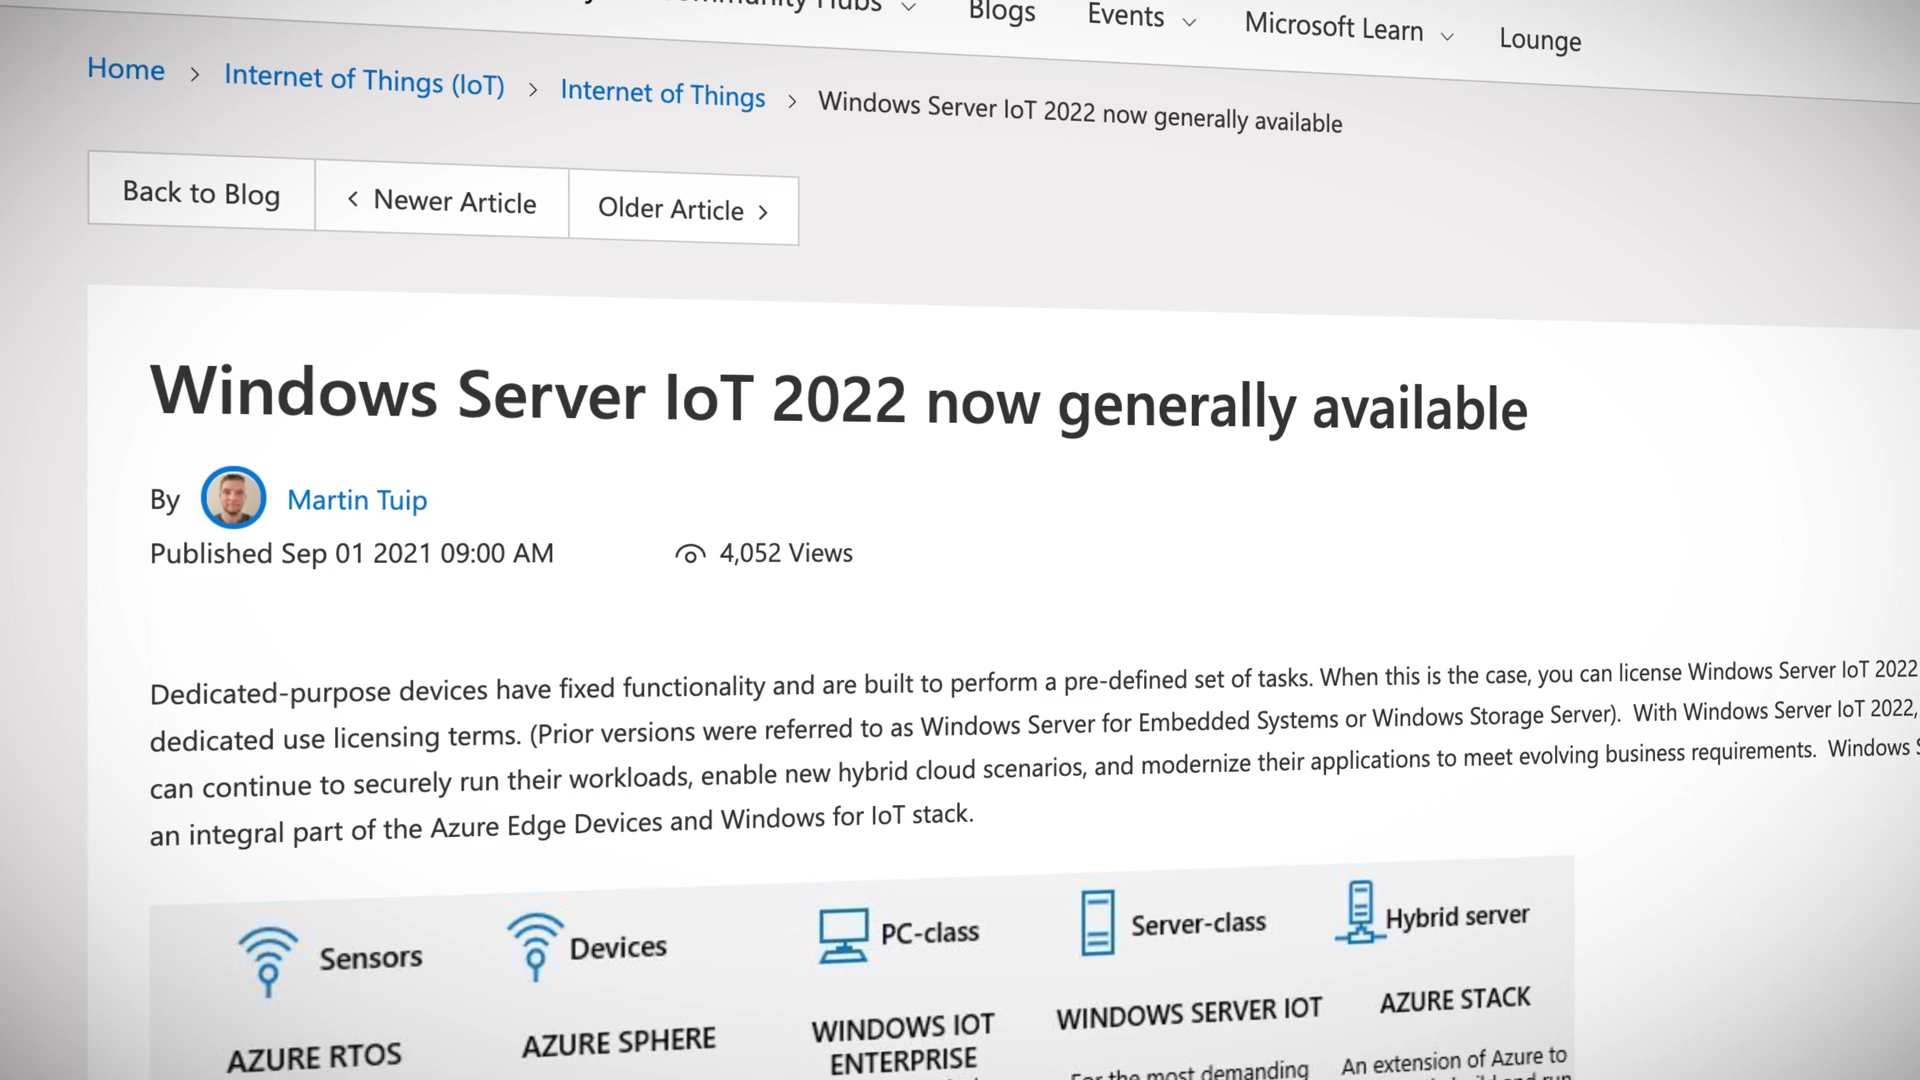 Hubs
Blogs
Events
Microsoft Learn
Lounge
Home > Internet of Things (IoT) > Internet of Things > Windows Server IoT 2022 now generally available
Back to Blog
< Newer Article
Older Article >
Windows Server IoT 2022 now generally available
By Martin Tuip
Published Sep 01 2021 09:00 AM
4,052 Views
Dedicated-purpose devices have fixed functionality and are built to perform a pre-defined set of tasks. When this is the case, you can license Windows Server IoT 2022
dedicated use licensing terms. (Prior versions were referred to as Windows Server for Embedded Systems or Windows Storage Server). With Windows Server IoT 2022,
can continue to securely run their workloads, enable new hybrid cloud scenarios, and modernize their applications to meet evolving business requirements. Windows S
an integral part of the Azure Edge Devices and Windows for IoT stack.
Sensors
Devices
PC-class
Server-class
Hybrid server
AZURE RTOS
AZURE SPHERE
WINDOWS IOT
ENTERPRISE
WINDOWS SERVER IOT
AZURE STACK
For the most demanding
An extension of Azure to